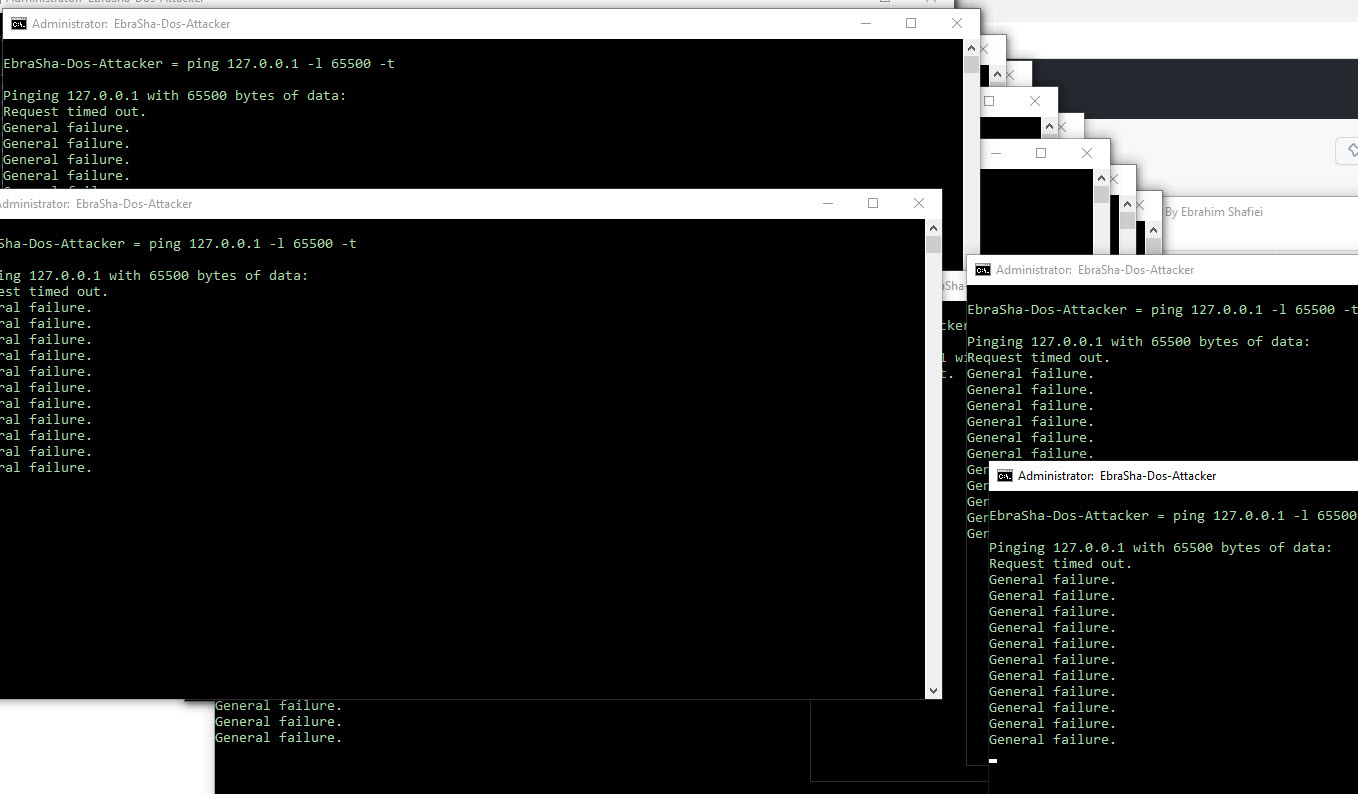 Administrator: EbraSha-Dos-Attacker
Administrator: EbraSha-Dos-Attacker
EbraSha-Dos-Attacker = ping 127.0.0.1 -l 65500 -t
Pinging 127.0.0.1 with 65500 bytes of data:
Request timed out.
General failure.
General failure.
General failure.
General failure.
dministrator: EbraSha-Dos-Attacker
Sha-Dos-Attacker = ping 127.0.0.1 -l 65500 -t
ing 127.0.0.1 with 65500 bytes of data:
est timed out.
ral failure.
ral failure.
ral failure.
ral failure.
ral failure.
ral failure.
ral failure.
ral failure.
ral failure.
ral failure.
ral failure.
By Ebrahim Shafiei
Administrator: EbraSha-Dos-Attacker
EbraSha-Dos-Attacker = ping 127.0.0.1 -l 65500 -t
Pinging 127.0.0.1 with 65500 bytes of data:
Request timed out.
General failure.
General failure.
General failure.
General failure.
General failure.
General failure.
Ger
Ger
Ger
Ger
Ger
Administrator: EbraSha-Dos-Attacker
EbraSha-Dos-Attacker = ping 127.0.0.1 -l 65500
Pinging 127.0.0.1 with 65500 bytes of data:
Request timed out.
General failure.
General failure.
General failure.
General failure.
General failure.
General failure.
General failure.
General failure.
General failure.
General failure.
General failure.
General failure.
General failure.
General failure.